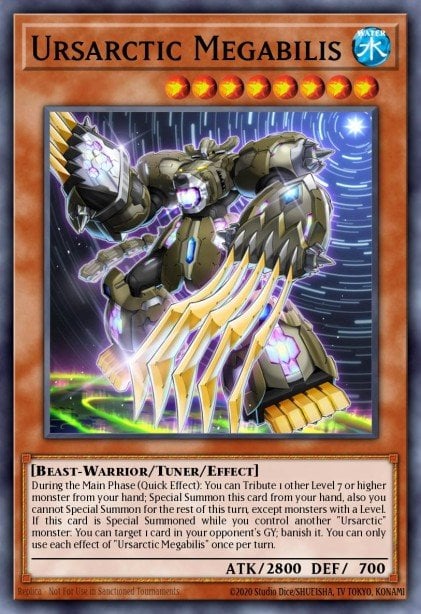 URSARCTIC MEGABILIS
WATER
水
[BEAST-WARRIOR/TUNER/EFFECT]
During the Main Phase (Quick Effect): You can Tribute 1 other Level 7 or higher
monster from your hand; Special Summon this card from your hand, also you
cannot Special Summon for the rest of this turn, except monsters with a Level.
If this card is Special Summoned while you control another "Ursarctic"
monster: You can target 1 card in your opponent's GY; banish it. You can only
use each effect of "Ursarctic Megabilis" once per turn.
ATK/2800 DEF/ 700
Replica - Not For Use in Sanctioned Tournaments
©2020 Studio Dice/SHUEISHA, TV TOKYO, KONAMI